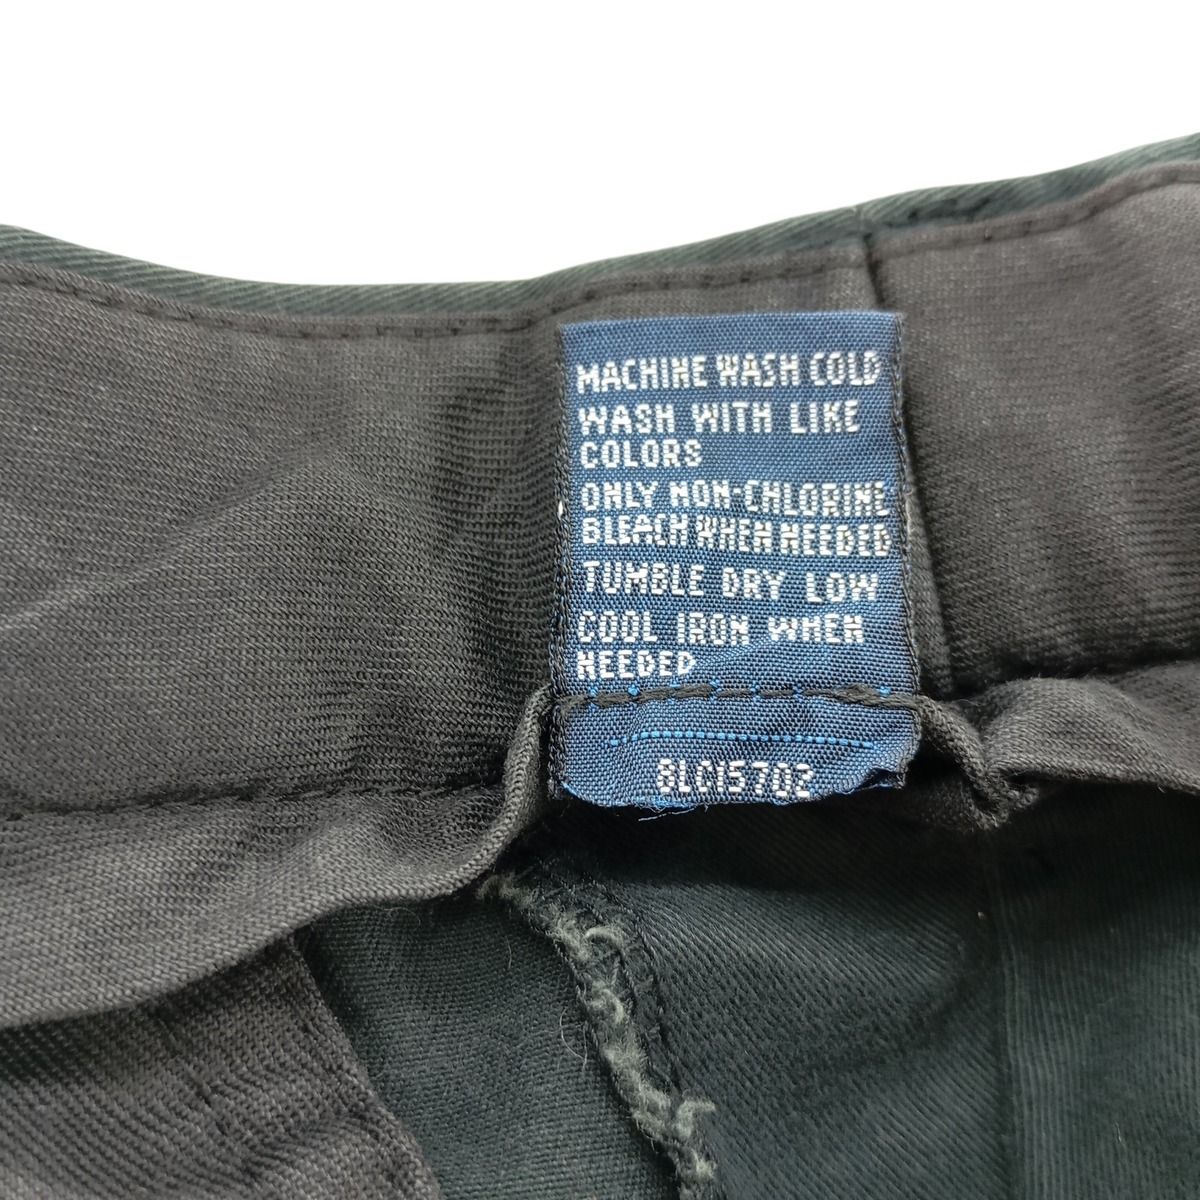 MACHINE WASH COLD
WASH WITH LIKE
COLORS
ONLY NON-CHLORINE
BLEACH WHEN NEEDED
TUMBLE DRY LOW
COOL IRON WHEN
NEEDED
8LC15702